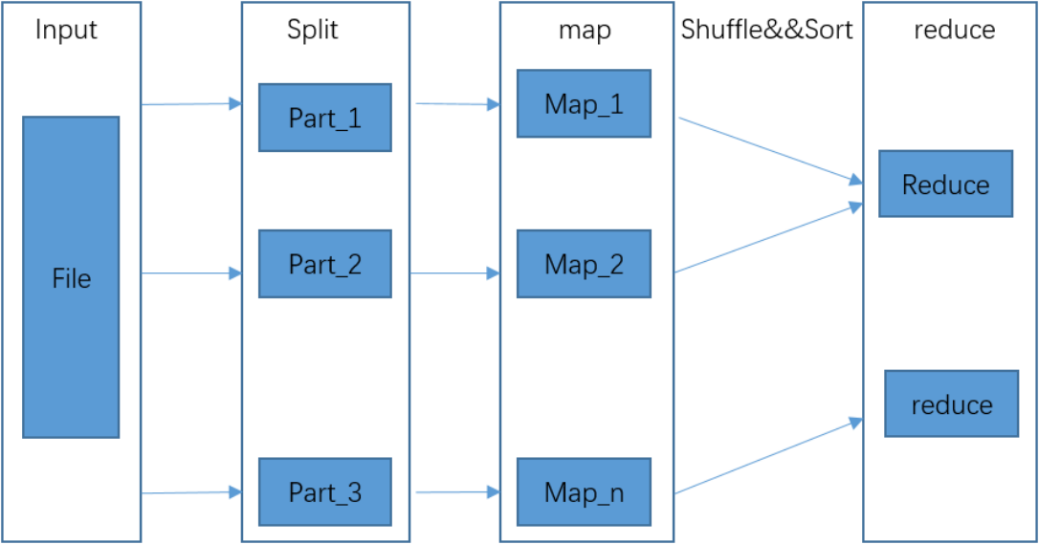 Input
Split
map
Shuffle&&Sort
reduce
File
Part_1
Part_2
Part_3
Map_1
Map_2
Map_n
Reduce
reduce